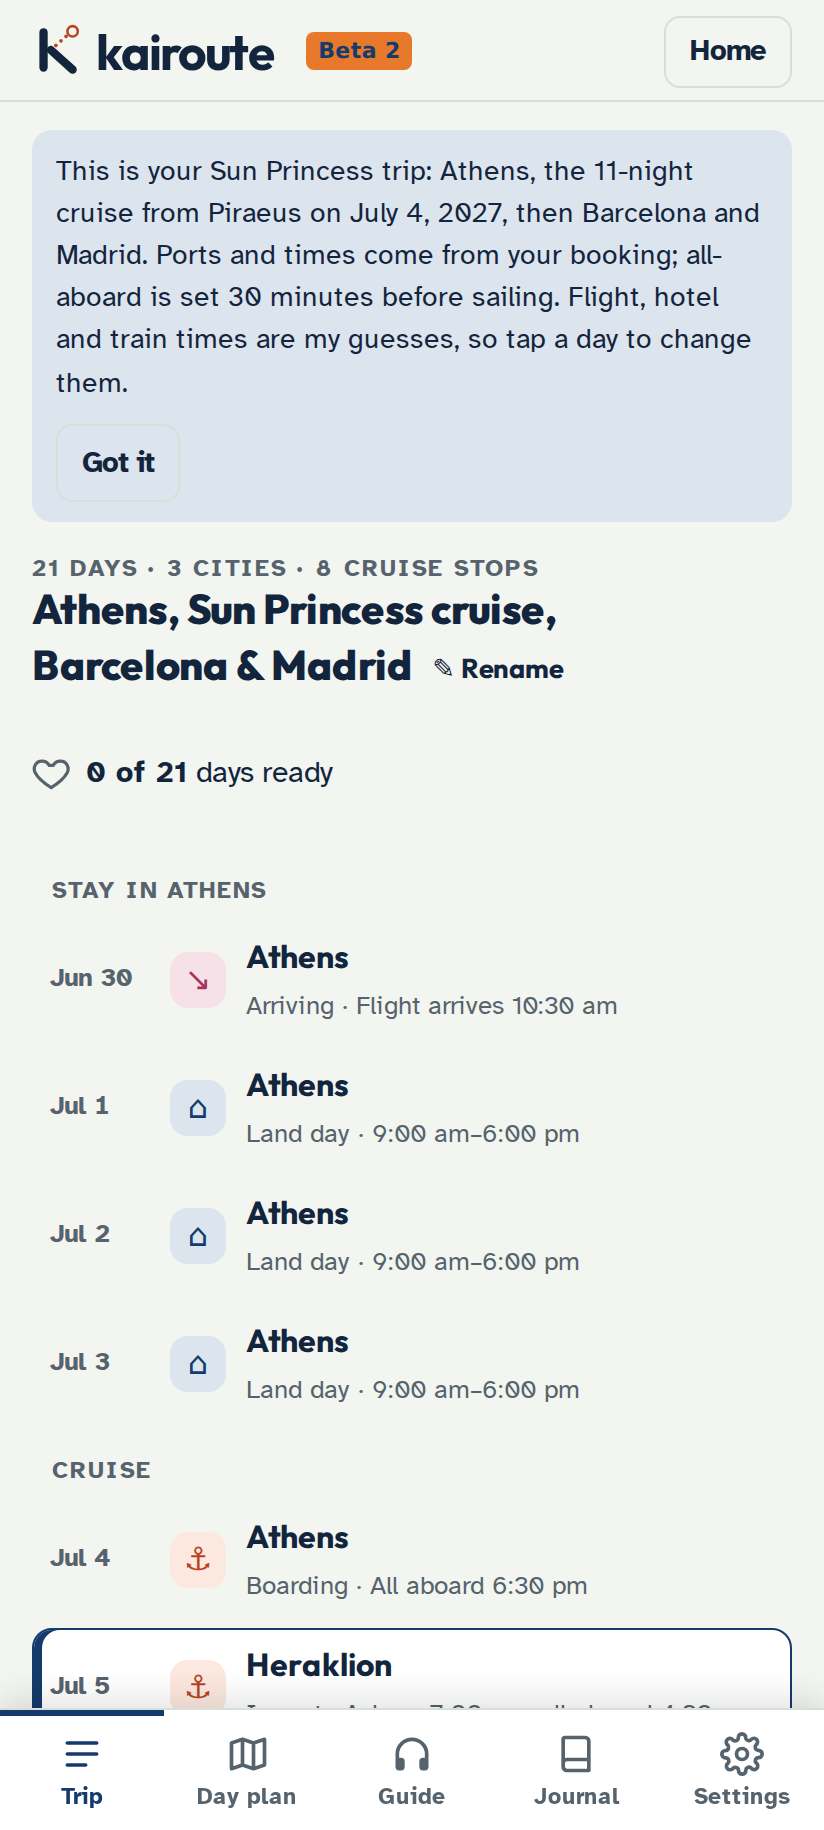 kairoute
Beta 2
Home
This is your Sun Princess trip: Athens, the 11-night
cruise from Piraeus on July 4, 2027, then Barcelona and
Madrid. Ports and times come from your booking; all-
aboard is set 30 minutes before sailing. Flight, hotel
and train times are my guesses, so tap a day to change
them.
Got it
21 DAYS · 3 CITIES · 8 CRUISE STOPS
Athens, Sun Princess cruise,
Barcelona & Madrid ✎ Rename
0 of 21 days ready
STAY IN ATHENS
Jun 30
Athens
Arriving · Flight arrives 10:30 am
Jul 1
Athens
Land day · 9:00 am–6:00 pm
Jul 2
Athens
Land day · 9:00 am–6:00 pm
Jul 3
Athens
Land day · 9:00 am–6:00 pm
CRUISE
Jul 4
Athens
Boarding · All aboard 6:30 pm
Jul 5
Heraklion
Trip
Day plan
Guide
Journal
Settings